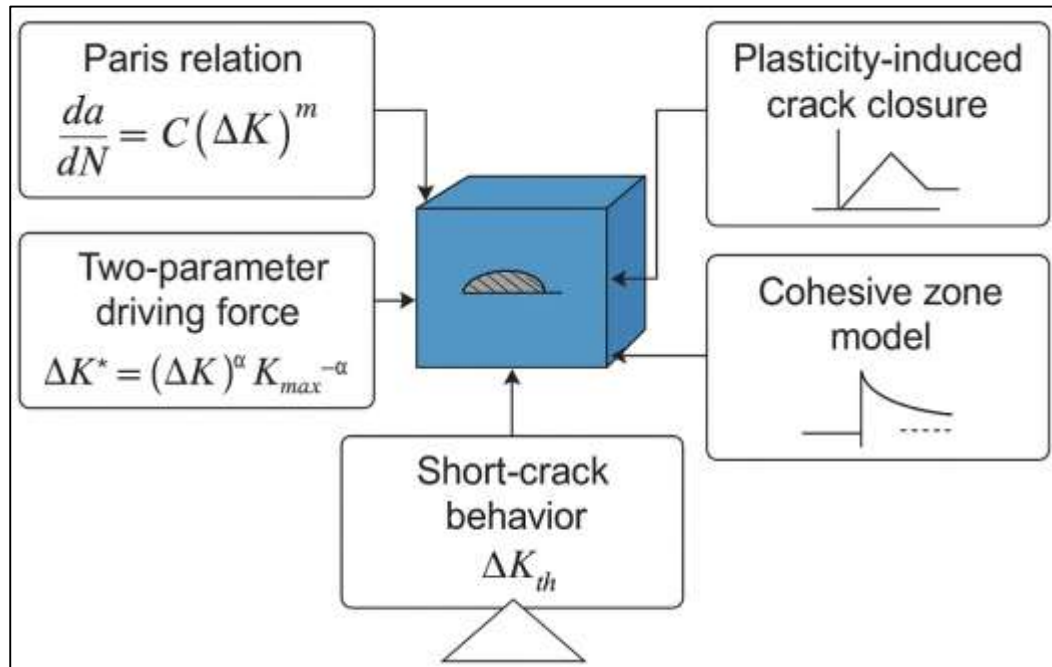 Paris relation
da/dN = C(ΔK)^m
Two-parameter
driving force
ΔK* = (ΔK)^α K_max^-α
Short-crack
behavior
ΔK_th
Plasticity-induced
crack closure
Cohesive zone
model